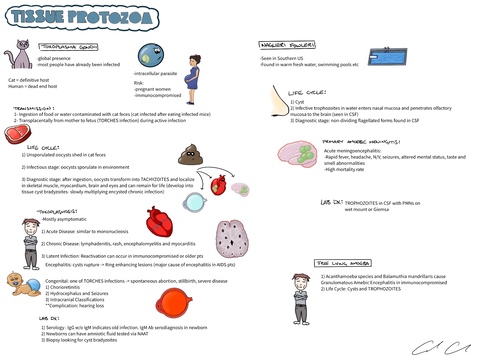 TISSUE PROTOZOA
TOXOPLASMA GONDII
-global presence
-most people have already been infected
Cat = definitive host
Human = dead end host
-intracellular parasite
Risk:
-pregnant women
-immunocompromised
TRANSMISSION:
1- Ingestion of food or water contaminated with cat feces (cat infected after eating infected mice)
2- Transplacentally from mother to fetus (TORCHES infection) during active infection
LIFE CYCLE:
1) Unsporulated oocysts shed in cat feces
2) Infectious stage: oocysts sporulate in environment
3) Diagnostic stage: after ingestion, oocysts transform into TACHYZOITES and localize
in skeletal muscle, myocardium, brain and eyes and can remain for life (develop into
tissue cyst bradyzoites- slowly multiplying encysted chronic infection)
TOXOPLASMOSIS:
-Mostly asymptomatic
1) Acute Disease: similar to mononucleosis
2) Chronic Disease: lymphadenitis, rash, encephalomyelitis and myocarditis
3) Latent Infection: Reactivation can occur in immunocompromised or older pts
Encephalitis: cysts rupture -> Ring enhancing lesions (major cause of encephalitis in AIDS pts)
Congenital: one of TORCHES infections -> spontaneous abortion, stillbirth, severe disease
1) Chorioretinitis
2) Hydrocephalus and Seizures
3) Intracranial Classifications
**Complication: hearing loss
LAB DX:
1) Serology: IgG w/o IgM indicates old infection. IgM Ab serodiagnosis in newborn
2) Newborns can have amniotic fluid tested via NAAT
3) Biopsy looking for cyst bradyzoites
NAEGLERI FOWLERI
-Seen in Southern US
-Found in warm fresh water, swimming pools etc
LIFE CYCLE:
1) Cyst
2) Infective trophozoites in water enters nasal mucosa and penetrates olfactory
mucosa to the brain (seen in CSF)
3) Diagnostic stage: non-dividing flagellated forms found in CSF
PRIMARY AMOEBIC MENINGITIS:
Acute meningoencephalitis:
-Rapid fever, headache, N/V, seizures, altered mental status, taste and
smell abnormalities
- High mortality rate
LAB DX: TROPHOZOITES in CSF with PMNs on
wet mount or Giemsa
FREE LIVING AMOEBA
1) Acanthamoeba species and Balamuthia mandrillaris cause
Granulomatous Amebic Encephalitis in immunocompromised
2) Life Cycle: Cysts and TROPHOZOITES